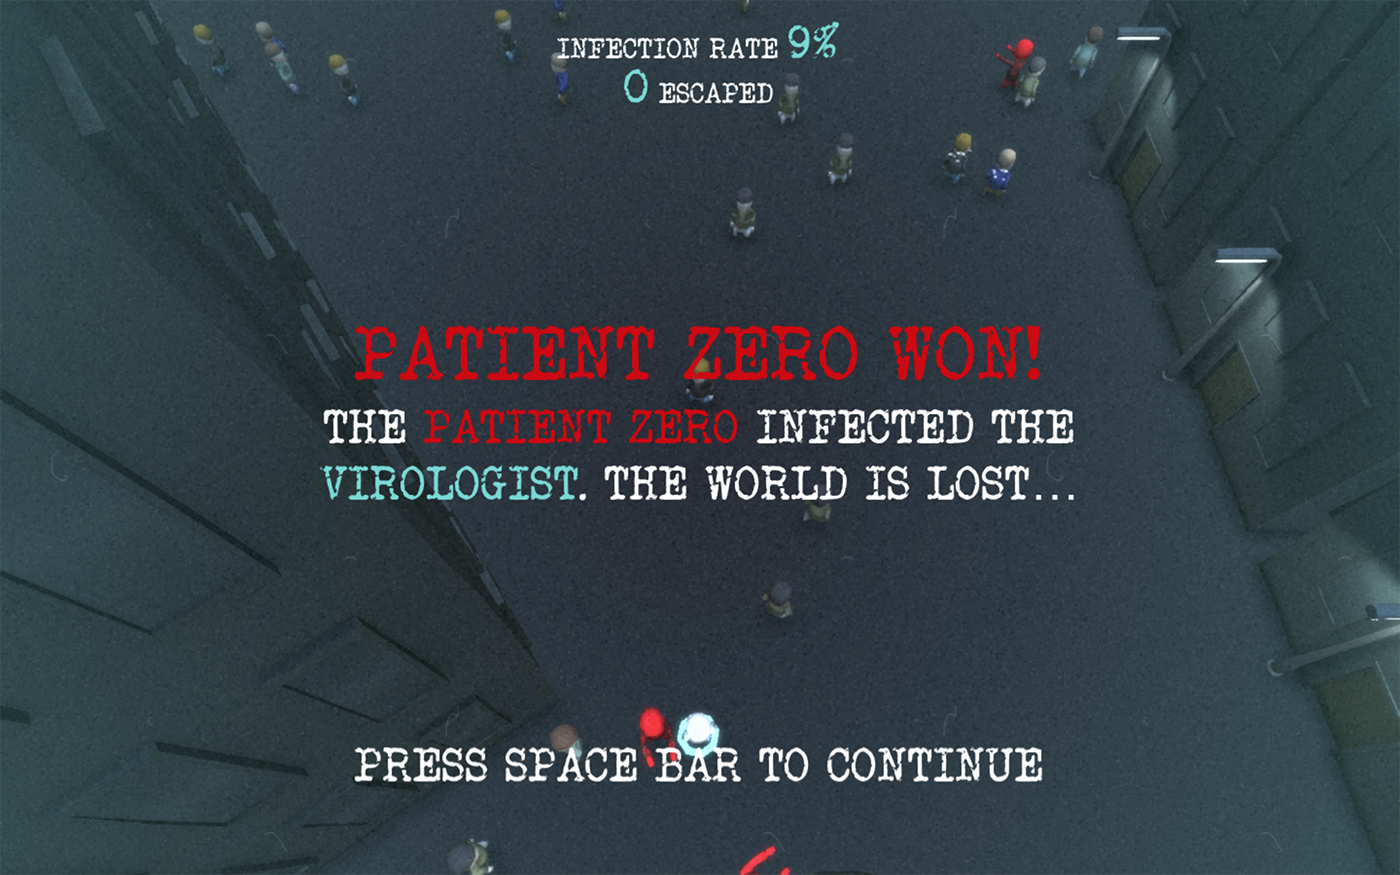 INFECTION RATE 9%
0 ESCAPED
PATIENT ZERO WON!
THE PATIENT ZERO INFECTED THE
VIROLOGIST. THE WORLD IS LOST...
PRESS SPACE BAR TO CONTINUE